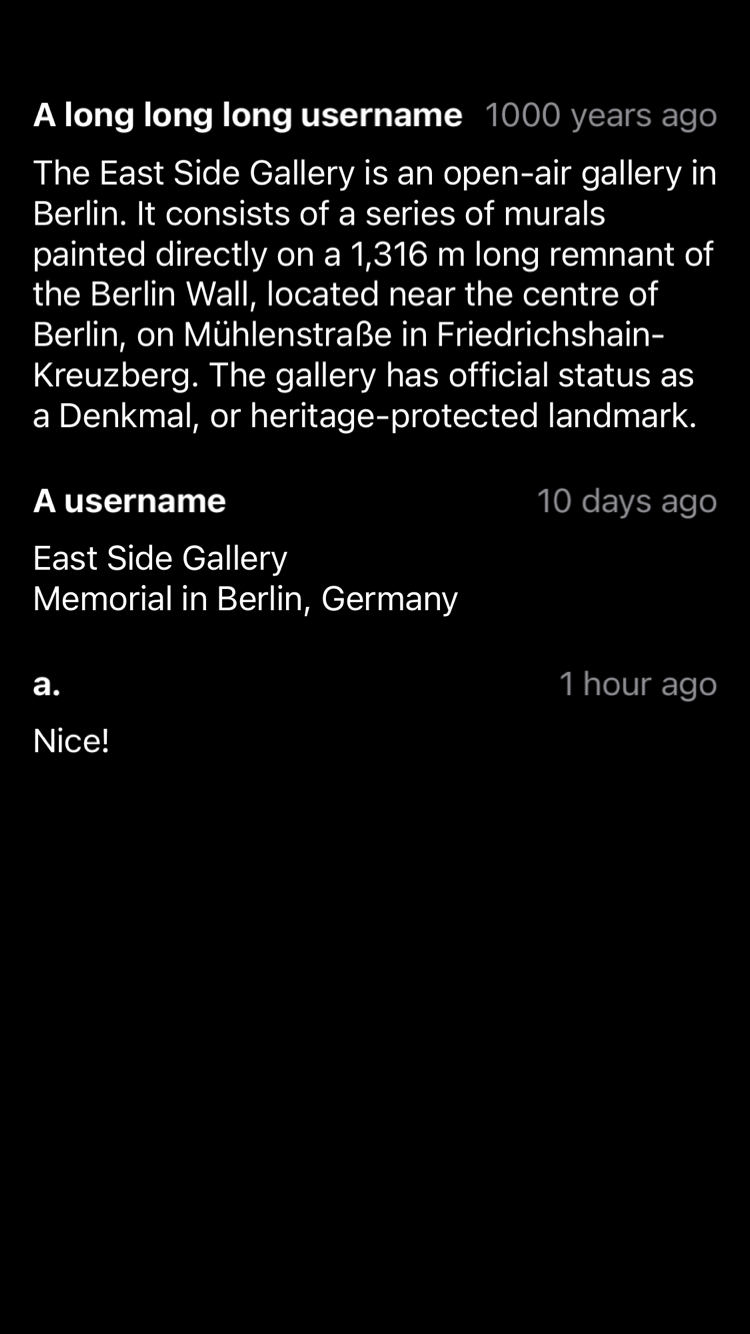 A long long long username 1000 years ago
The East Side Gallery is an open-air gallery in
Berlin. It consists of a series of murals
painted directly on a 1,316 m long remnant of
the Berlin Wall, located near the centre of
Berlin, on Mühlenstraße in Friedrichshain-
Kreuzberg. The gallery has official status as
a Denkmal, or heritage-protected landmark.
A username 10 days ago
East Side Gallery
Memorial in Berlin, Germany
a. 1 hour ago
Nice!